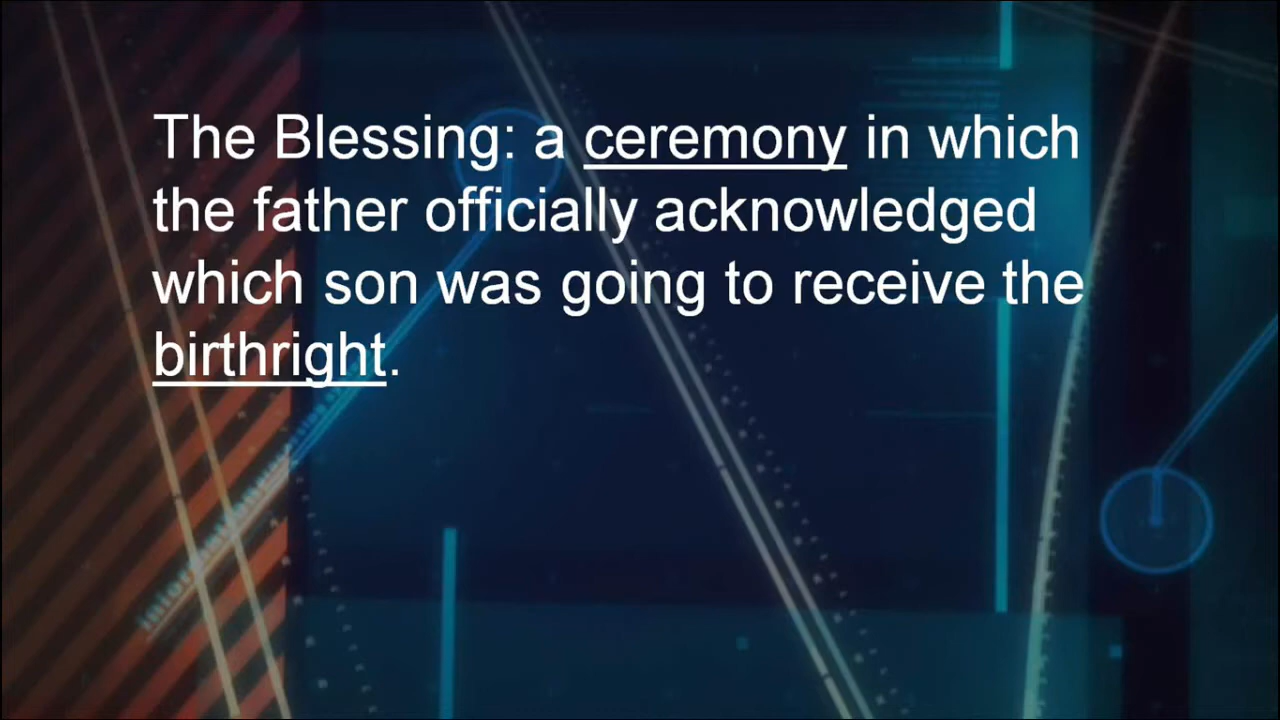 The Blessing: a ceremony in which
the father officially acknowledged
which son was going to receive the
birthright.